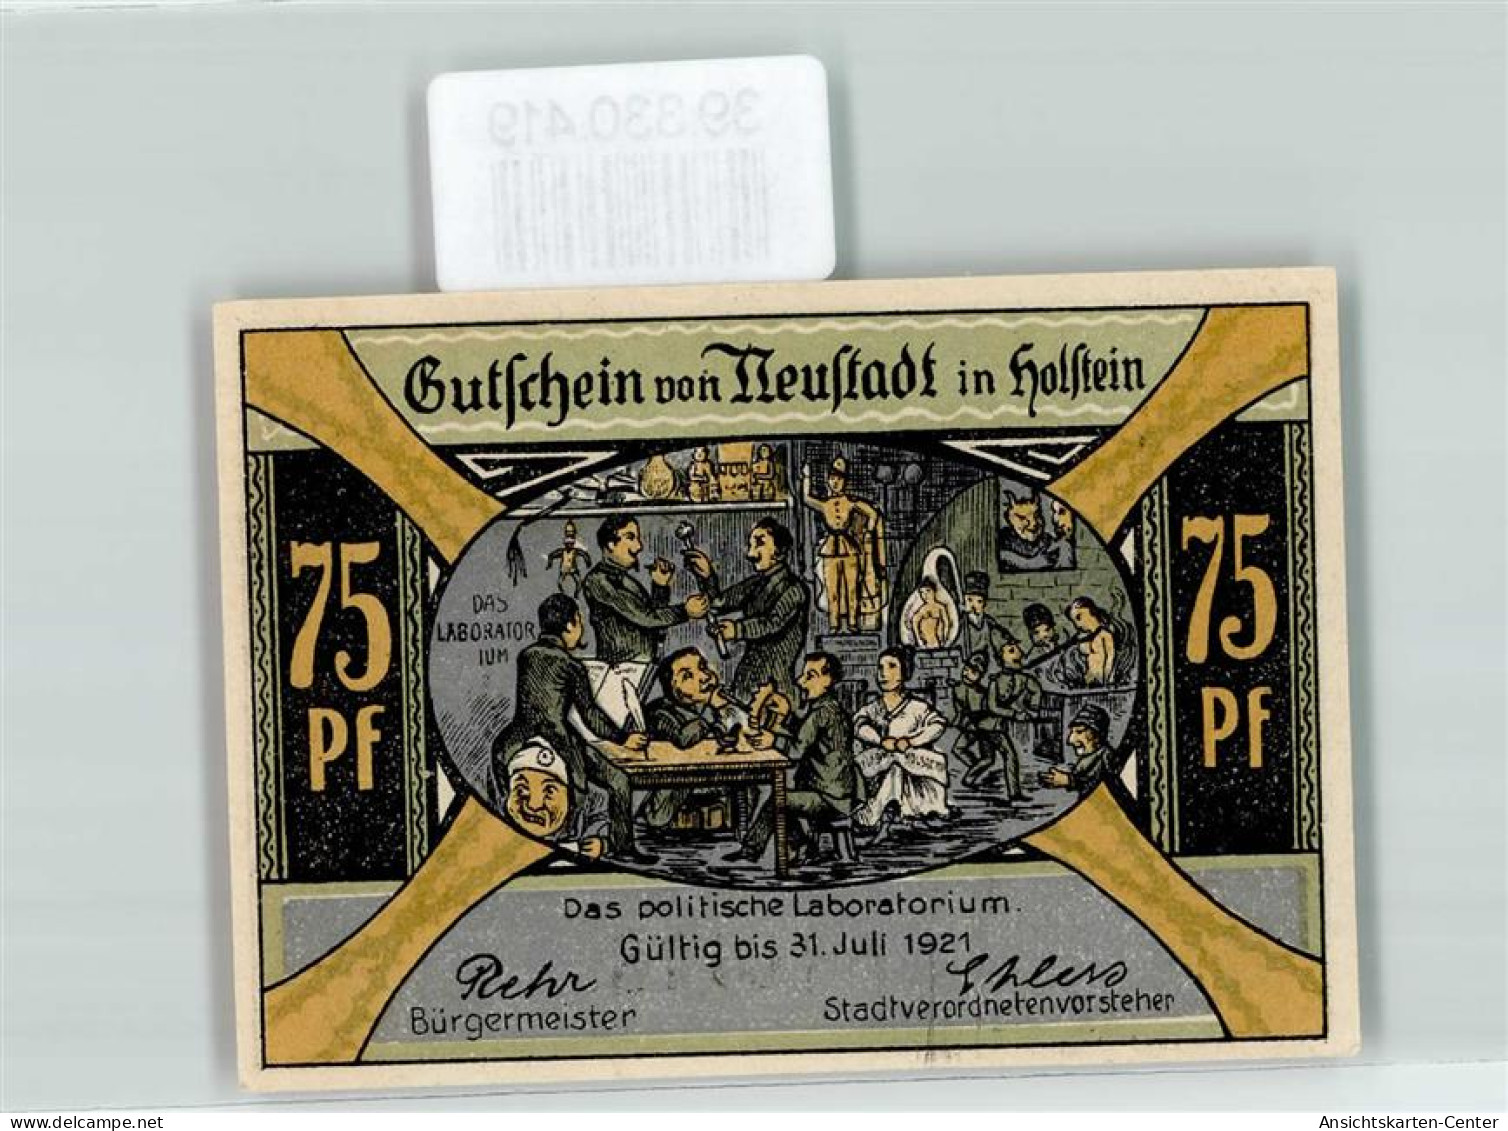 39.330.419
Gutschein von Neustadt in Holstein
75 Pf
75 Pf
DAS
LABORATOR
IUM
Das politische Laboratorium.
Gültig bis 31. Juli 1921
Rehr
Ehlers
Bürgermeister
Stadtverordnetenvorsteher
delcampe.net
Ansichtskarten-Center